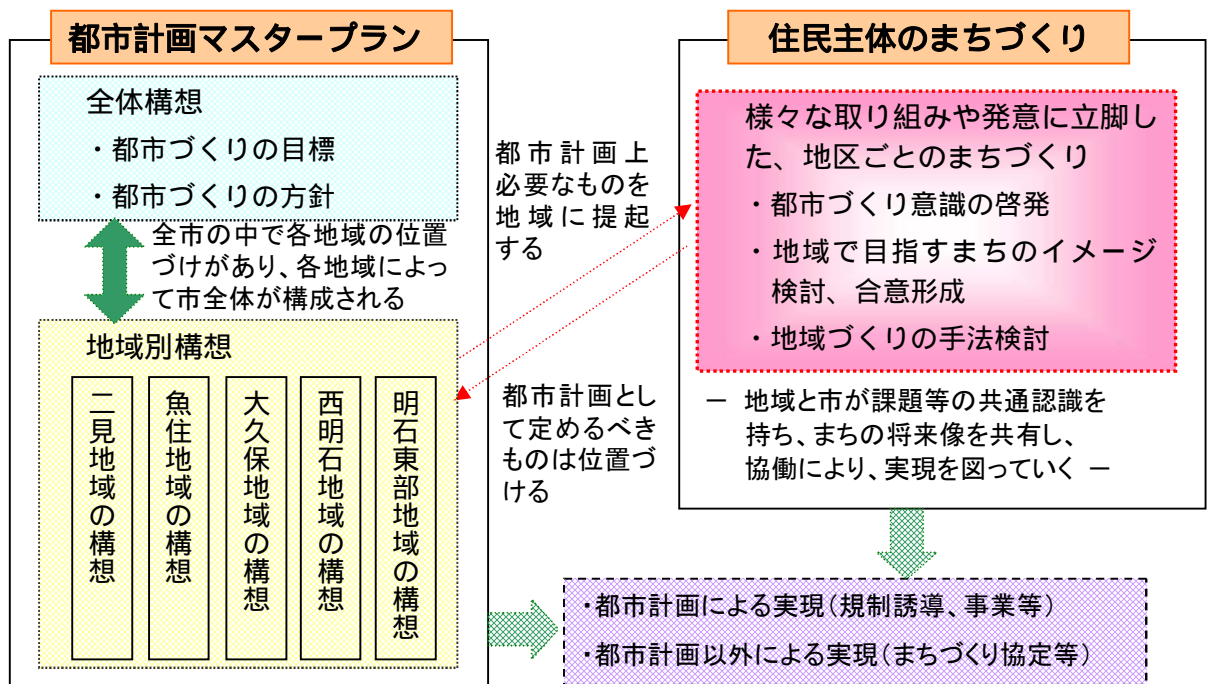 都市計画マスタープラン
全体構想
・都市づくりの目標
・都市づくりの方針
全市の中で各地域の位置
づけがあり、各地域によっ
て市全体が構成される
地域別構想
二見地域の構想
魚住地域の構想
大久保地域の構想
西明石地域の構想
明石東部地域の構想
都市計画上
必要なものを
地域に提起
する
都市計画とし
て定めるべき
ものは位置づ
ける
住民主体のまちづくり
様々な取り組みや発意に立脚し
た、地区ごとのまちづくり
・都市づくり意識の啓発
・地域で目指すまちのイメージ
検討、合意形成
・地域づくりの手法検討
－ 地域と市が課題等の共通認識を
持ち、まちの将来像を共有し、
協働により、実現を図っていく －
・都市計画による実現（規制誘導、事業等）
・都市計画以外による実現（まちづくり協定等）